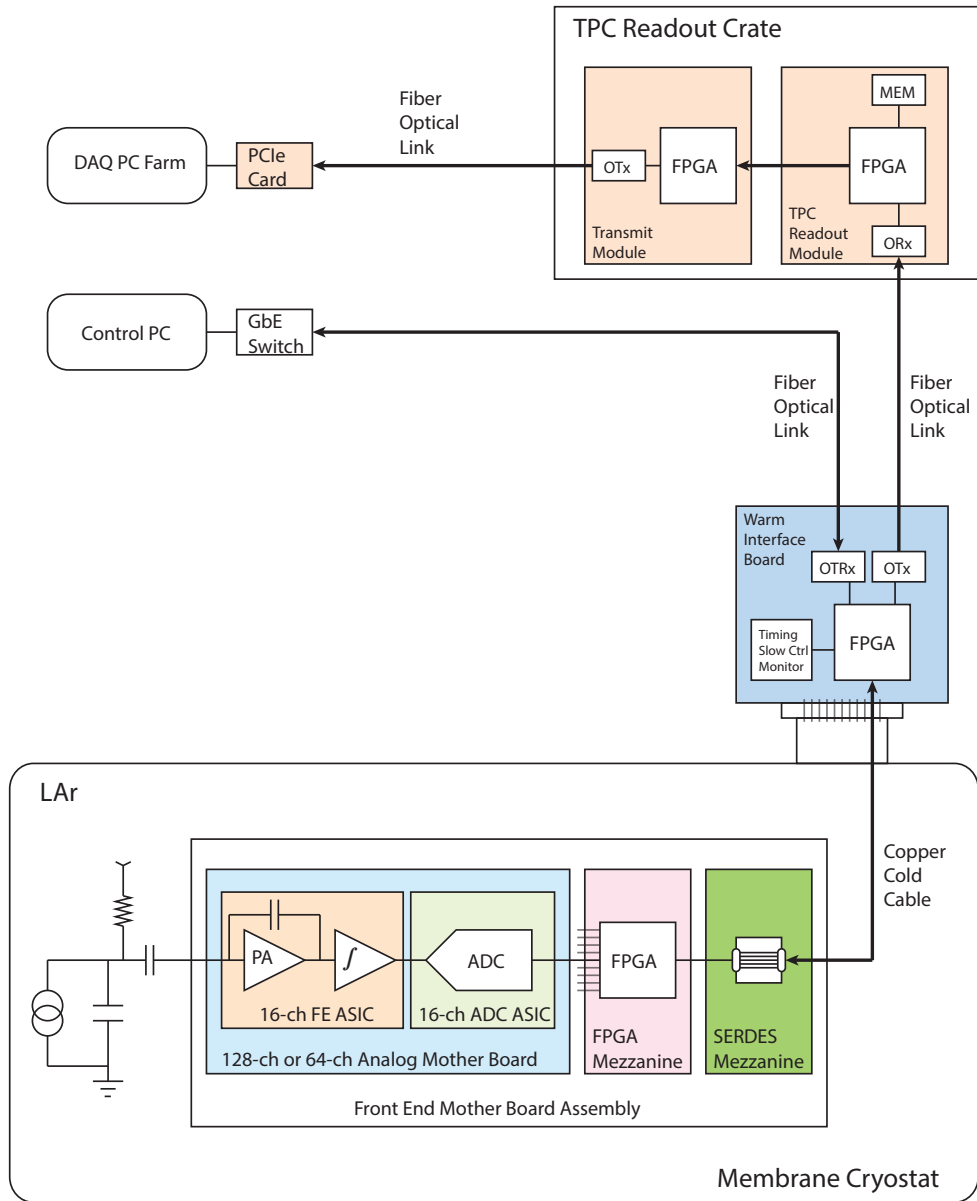 TPC Readout Crate
Fiber
Optical
Link
DAQ PC Farm
PCIe
Card
OTx
FPGA
Transmit
Module
MEM
FPGA
TPC
Readout
Module
ORx
Control PC
GbE
Switch
Fiber
Optical
Link
Fiber
Optical
Link
Warm
Interface
Board
OTRx
OTx
Timing
Slow Ctrl
Monitor
FPGA
LAr
Copper
Cold
Cable
PA
∫
ADC
FPGA
16-ch FE ASIC
16-ch ADC ASIC
128-ch or 64-ch Analog Mother Board
FPGA
Mezzanine
SERDES
Mezzanine
Front End Mother Board Assembly
Membrane Cryostat